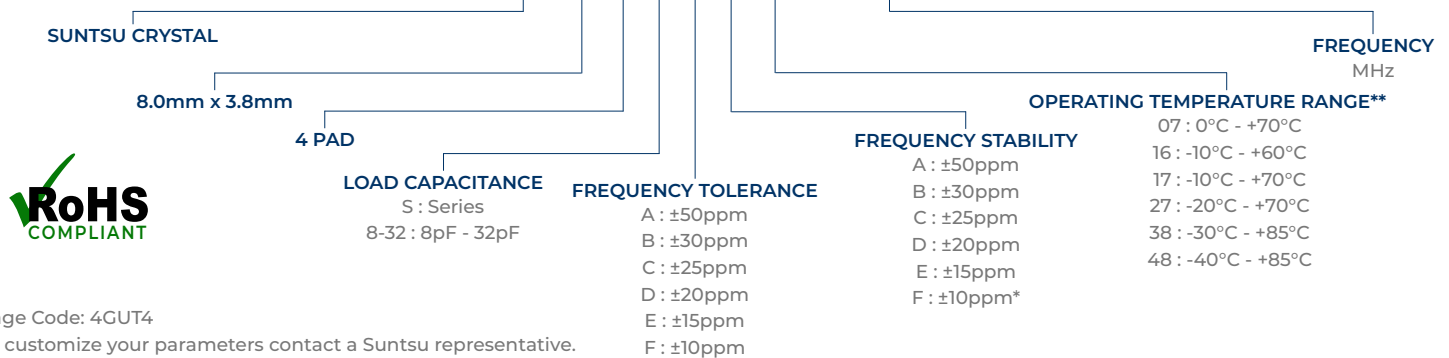 SUNTSU CRYSTAL
8.0mm x 3.8mm
4 PAD
LOAD CAPACITANCE
S : Series
8-32 : 8pF - 32pF
FREQUENCY TOLERANCE
A : ±50ppm
B : ±30ppm
C : ±25ppm
D : ±20ppm
E : ±15ppm
F : ±10ppm
FREQUENCY STABILITY
A : ±50ppm
B : ±30ppm
C : ±25ppm
D : ±20ppm
E : ±15ppm
F : ±10ppm*
OPERATING TEMPERATURE RANGE**
07 : 0°C - +70°C
16 : -10°C - +60°C
17 : -10°C - +70°C
27 : -20°C - +70°C
38 : -30°C - +85°C
48 : -40°C - +85°C
FREQUENCY
MHz
RoHS
COMPLIANT
Code: 4GUT4
customize your parameters contact a Suntsu representative.